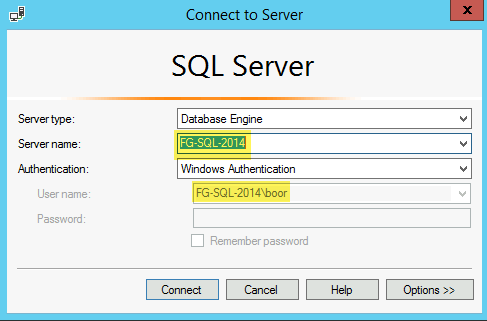 Connect to Server
x
SQL Server
Server type: Database Engine
Server name: FG-SQL-2014
Authentication: Windows Authentication
User name: FG-SQL-2014\boor
Password:
Remember password
Connect Cancel Help Options >>